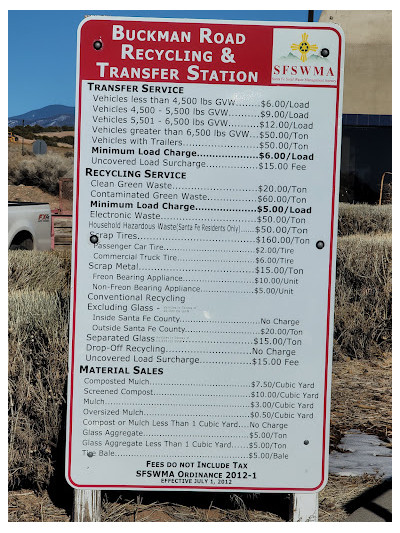 BUCKMAN ROAD
RECYCLING &
TRANSFER STATION
SFSWMA
TRANSFER SERVICE
Vehicles less than 4,500 lbs GVW........$6.00/Load
Vehicles 4,500 - 5,500 lbs GVW..........$9.00/Load
Vehicles 5,501 - 6,500 lbs GVW..........$12.00/Load
Vehicles greater than 6,500 lbs GVW...$50.00/Ton
Vehicles with Trailers.......................$50.00/Ton
Minimum Load Charge....................$6.00/Load
Uncovered Load Surcharge.................$15.00 Fee
RECYCLING SERVICE
Clean Green Waste.........................$20.00/Ton
Contaminated Green Waste...............$60.00/Ton
Minimum Load Charge....................$5.00/Load
Electronic Waste.............................$50.00/Ton
Household Hazardous Waste(Santa Fe Residents Only)......$50.00/Ton
Scrap Tires....................................$160.00/Ton
Passenger Car Tire............................$2.00/Tire
Commercial Truck Tire........................$6.00/Tire
Scrap Metal...................................$15.00/Ton
Freon Bearing Appliance......................$10.00/Unit
Non-Freon Bearing Appliance................$5.00/Unit
Conventional Recycling
Excluding Glass -
Inside Santa Fe County.......................No Charge
Outside Santa Fe County.....................$20.00/Ton
Separated Glass.............................$15.00/Ton
Drop-Off Recycling..........................No Charge
Uncovered Load Surcharge................$15.00 Fee
MATERIAL SALES
Composted Mulch..............................$7.50/Cubic Yard
Screened Compost............................$10.00/Cubic Yard
Mulch.............................................$3.00/Cubic Yard
Oversized Mulch...............................$0.50/Cubic Yard
Compost or Mulch Less Than 1 Cubic Yard....No Charge
Glass Aggregate................................$5.00/Ton
Glass Aggregate Less Than 1 Cubic Yard......$5.00/Ton
Tire Bale.........................................$5.00/Bale
FEES DO NOT INCLUDE TAX
SFSWMA ORDINANCE 2012-1
EFFECTIVE JULY 1, 2012